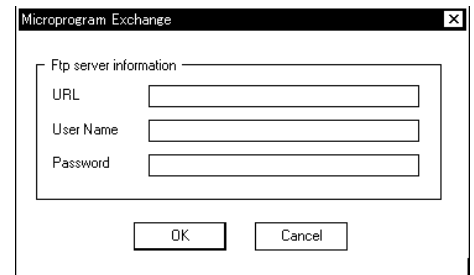 Microprogram Exchange
Ftp server information
URL
User Name
Password
OK
Cancel